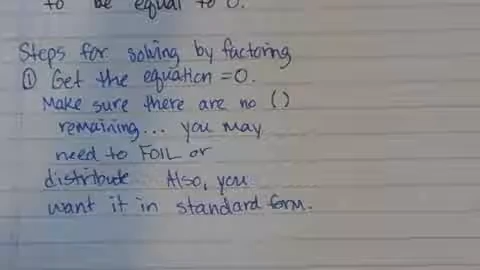 to be equal to 0.
Steps for solving by factoring
① Get the equation = 0.
Make sure there are no ()
remaining... you may
need to FOIL or
distribute. Also, you
want it in standard form.